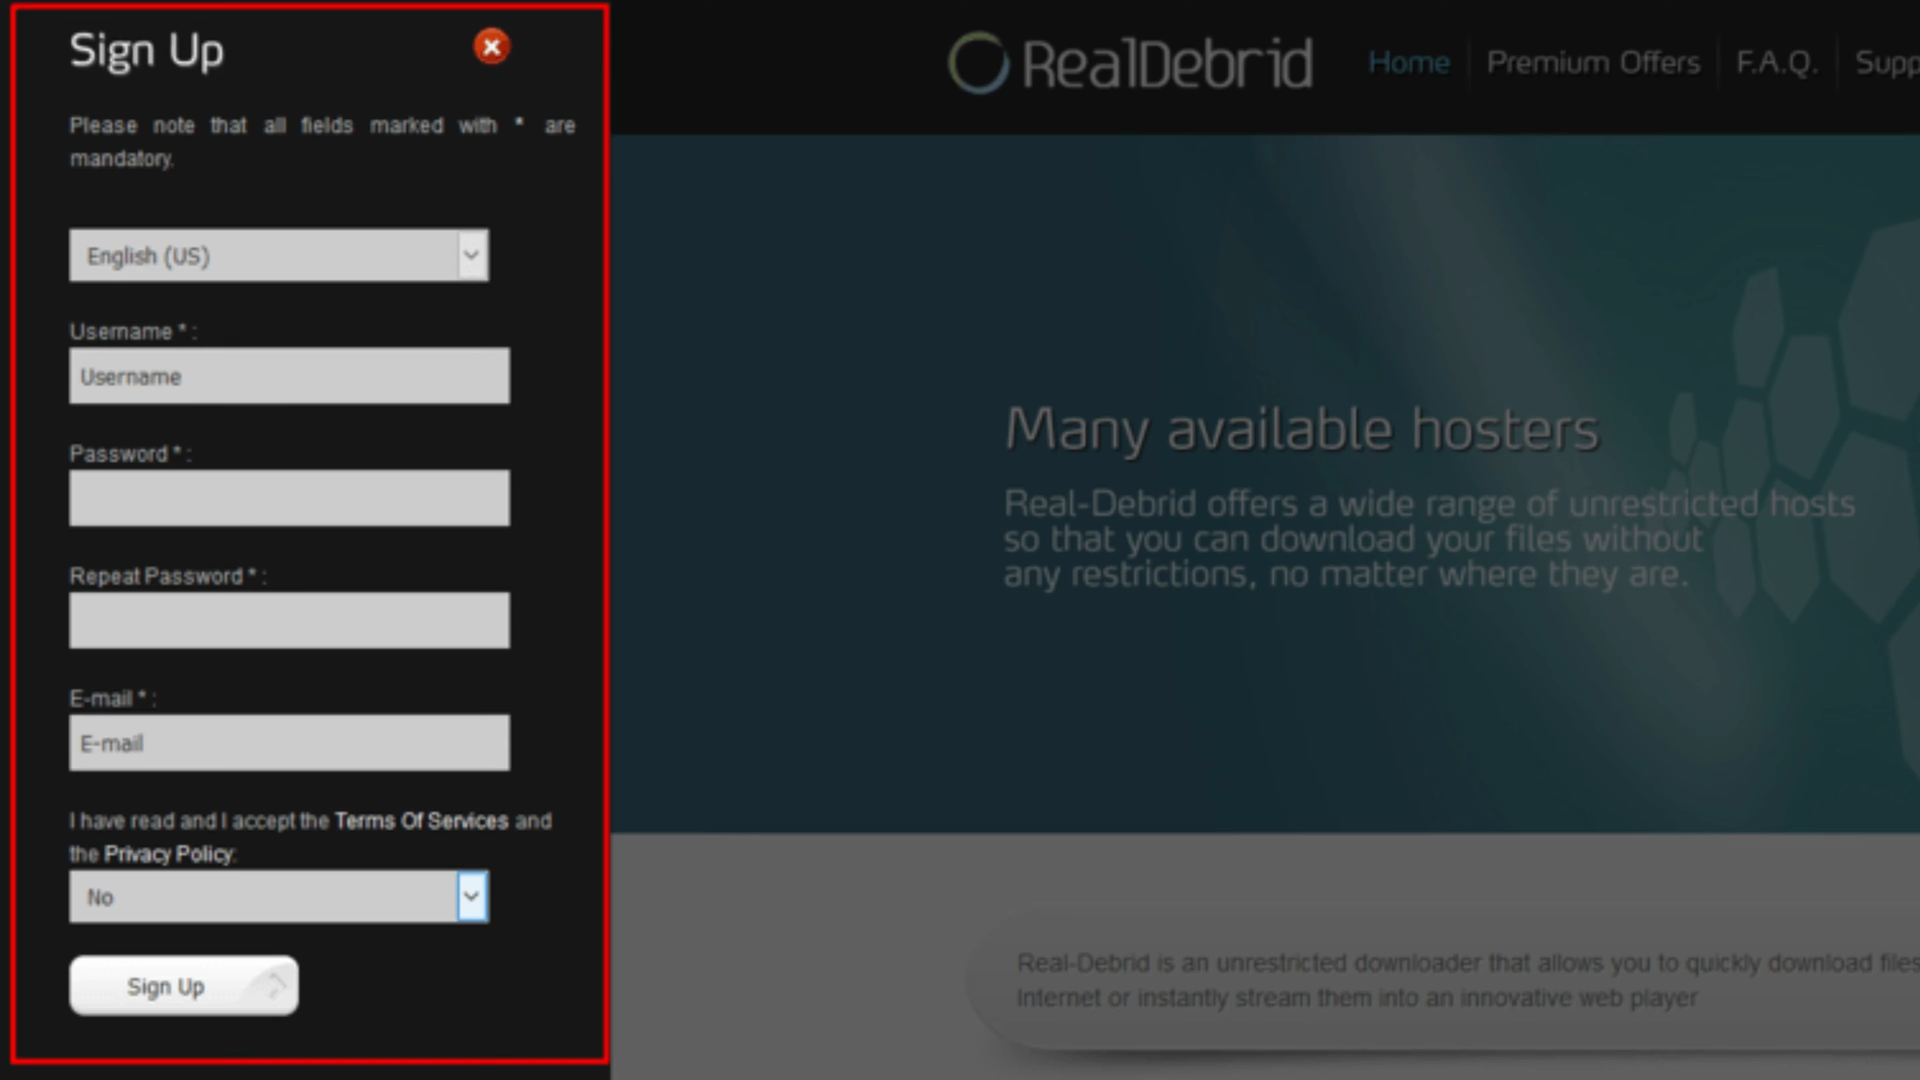 Sign Up
Please note that all fields marked with * are
mandatory.
English (US)
Username * :
Username
Password * :
Repeat Password * :
E-mail * :
E-mail
I have read and I accept the Terms Of Services and
the Privacy Policy:
No
Sign Up
RealDebrid
Home
Premium Offers
F.A.Q.
Supp
Many available hosters
Real-Debrid offers a wide range of unrestricted hosts
so that you can download your files without
any restrictions, no matter where they are.
Real-Debrid is an unrestricted downloader that allows you to quickly download files
Internet or instantly stream them into an innovative web player